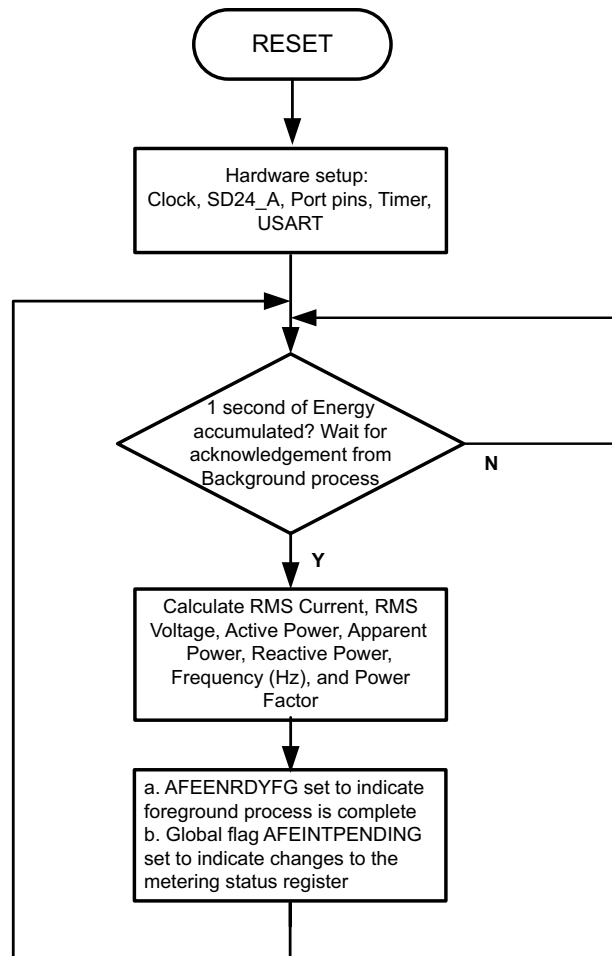 RESET
Hardware setup:
Clock, SD24_A, Port pins, Timer,
USART
1 second of Energy
accumulated? Wait for
acknowledgement from
Background process
N
Y
Calculate RMS Current, RMS
Voltage, Active Power, Apparent
Power, Reactive Power,
Frequency (Hz), and Power
Factor
a. AFEENRDYFG set to indicate
foreground process is complete
b. Global flag AFEINTPENDING
set to indicate changes to the
metering status register